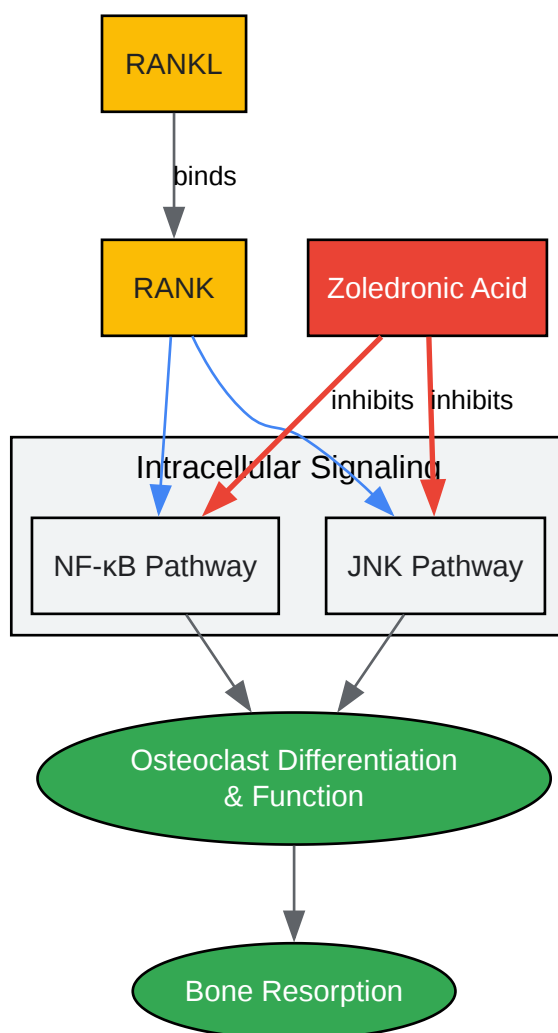 RANKL
binds
RANK
Zoledronic Acid
inhibits
inhibits
Intracellular Signaling
NF-κB Pathway
JNK Pathway
Osteoclast Differentiation
& Function
Bone Resorption